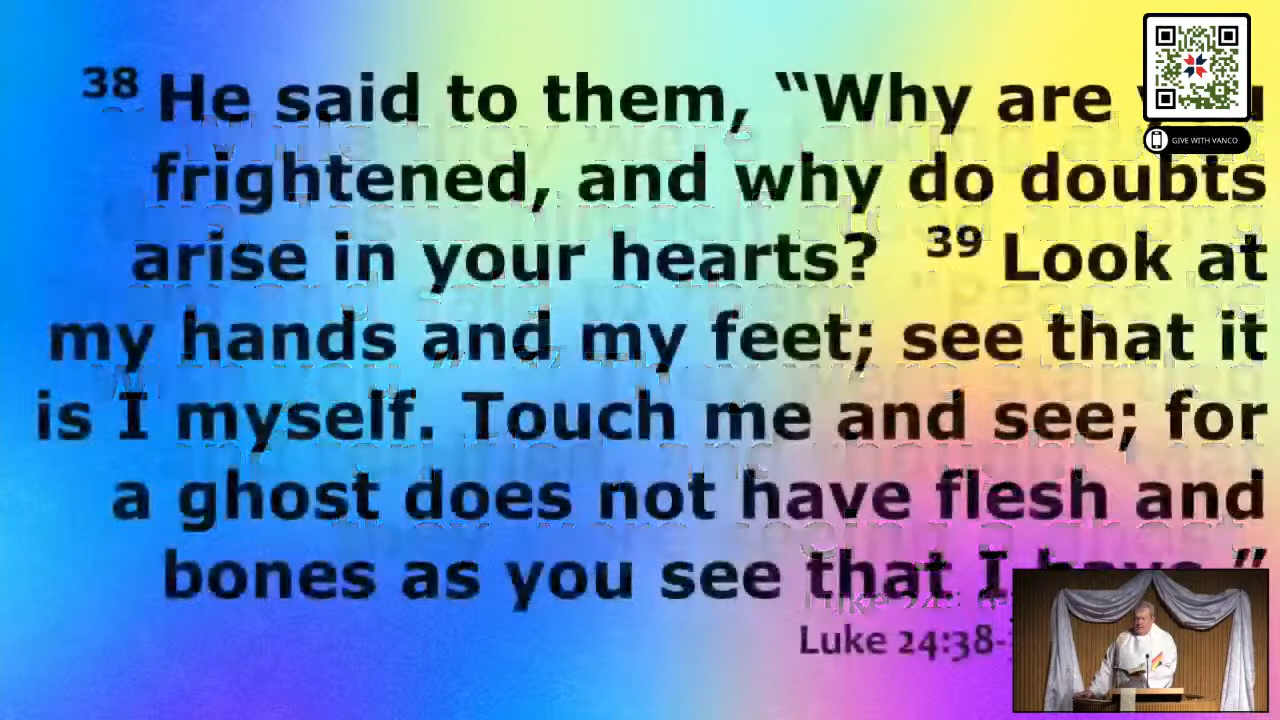 38 He said to them, “Why are
frightened, and why do doubts
arise in your hearts? 39 Look at
my hands and my feet; see that it
is I myself. Touch me and see; for
a ghost does not have flesh and
bones as you see that I have.”
Luke 24:38-
GIVE WITH VANCO